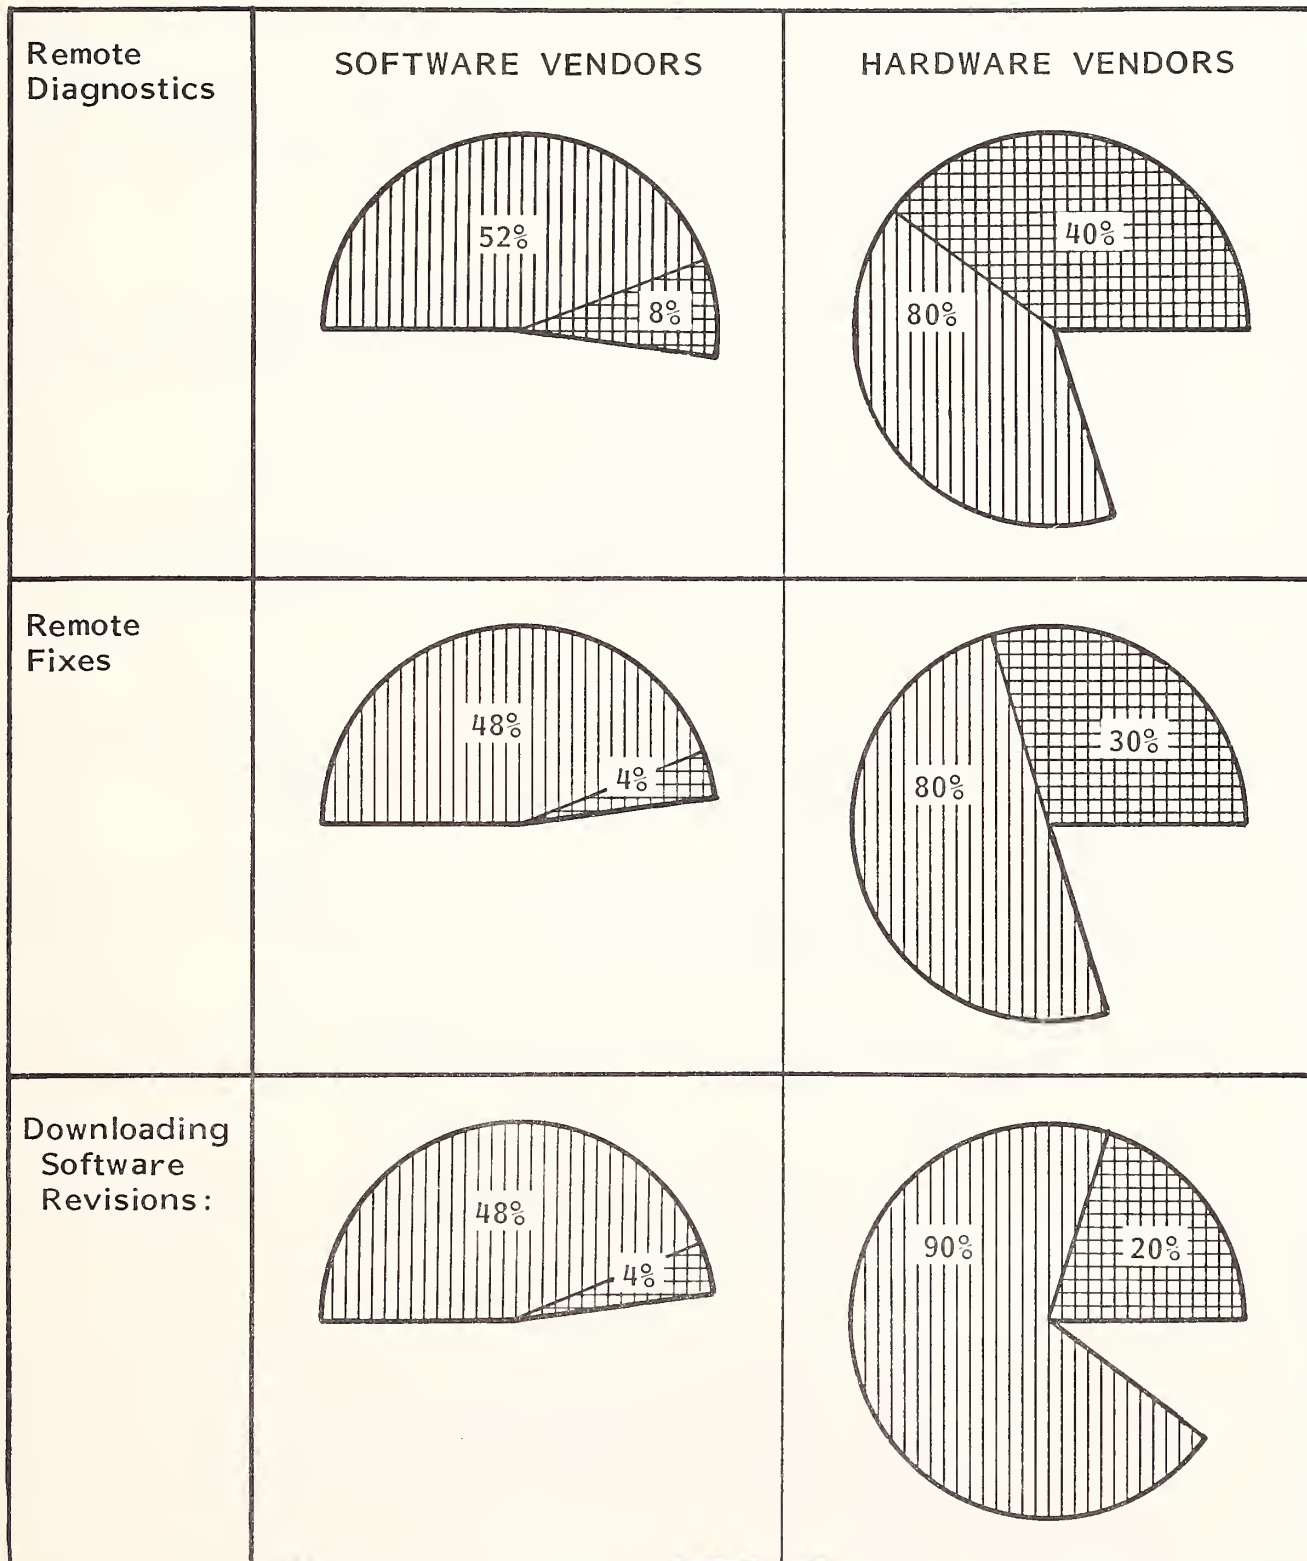 Remote
Diagnostics
SOFTWARE VENDORS
HARDWARE VENDORS
52%
8%
40%
80%
Remote
Fixes
48%
4%
30%
80%
Downloading
Software
Revisions:
48%
4%
90%
20%